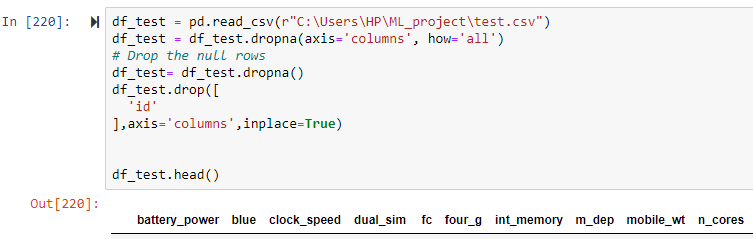 In [220]:
df_test = pd.read_csv(r"C:\Users\HP\ML_project\test.csv")
df_test = df_test.dropna(axis='columns', how='all')
# Drop the null rows
df_test= df_test.dropna()
df_test.drop([
'id'
],axis='columns',inplace=True)
df_test.head()
Out[220]:
battery_power blue clock_speed dual_sim fc four_g int_memory m_dep mobile_wt n_cores